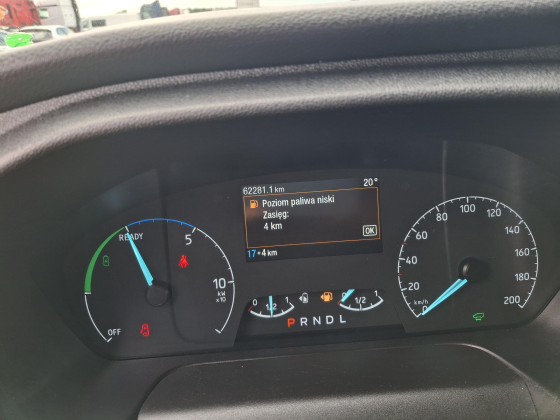 62281.1 km 20°
Poziom paliwa niski
Zasięg:
4 km
OK
17 • 4 km
READY
5
10
kW
x10
OFF
0 1/2 1
0 1/2 1
P R N D L
0
20
40
60
80
100
120
140
160
180
200
km/h